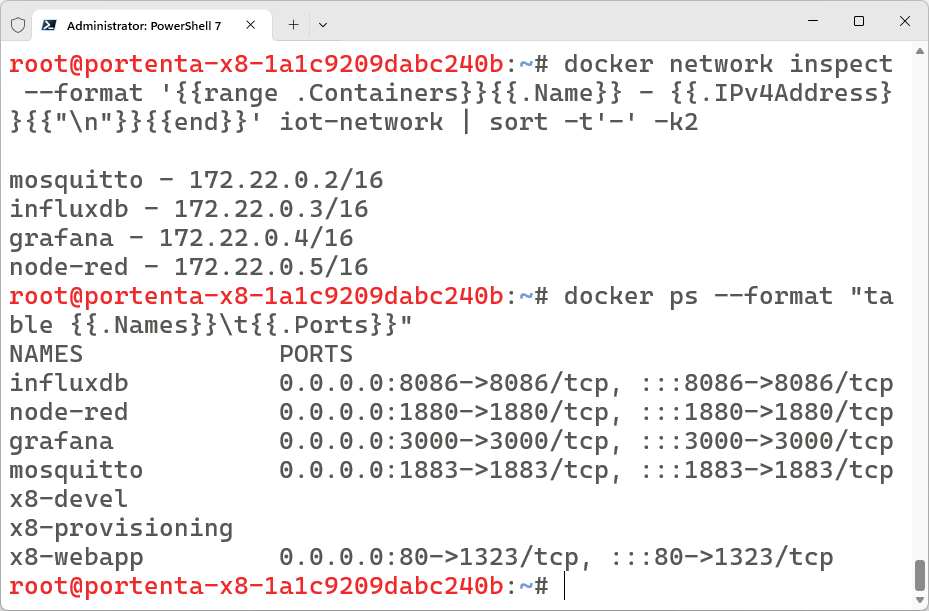 Administrator: PowerShell 7
root@portenta-x8-1a1c9209dabc240b:~# docker network inspect
--format '{{range .Containers}}{{.Name}} - {{.IPv4Address}
}{{"\n"}}{{end}}' iot-network | sort -t'-' -k2
mosquitto - 172.22.0.2/16
influxdb - 172.22.0.3/16
grafana - 172.22.0.4/16
node-red - 172.22.0.5/16
root@portenta-x8-1a1c9209dabc240b:~# docker ps --format "ta
ble {{.Names}}\t{{.Ports}}"
NAMES PORTS
influxdb 0.0.0.0:8086->8086/tcp, :::8086->8086/tcp
node-red 0.0.0.0:1880->1880/tcp, :::1880->1880/tcp
grafana 0.0.0.0:3000->3000/tcp, :::3000->3000/tcp
mosquitto 0.0.0.0:1883->1883/tcp, :::1883->1883/tcp
x8-devel
x8-provisioning
x8-webapp 0.0.0.0:80->1323/tcp, :::80->1323/tcp
root@portenta-x8-1a1c9209dabc240b:~#